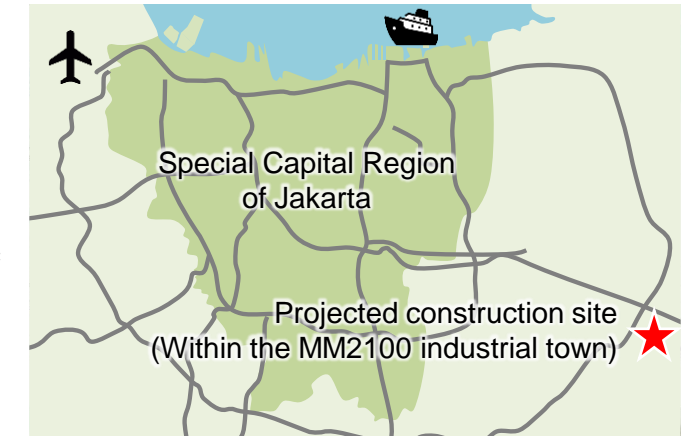 Special Capital Region
of Jakarta
Projected construction site
(Within the MM2100 industrial town)